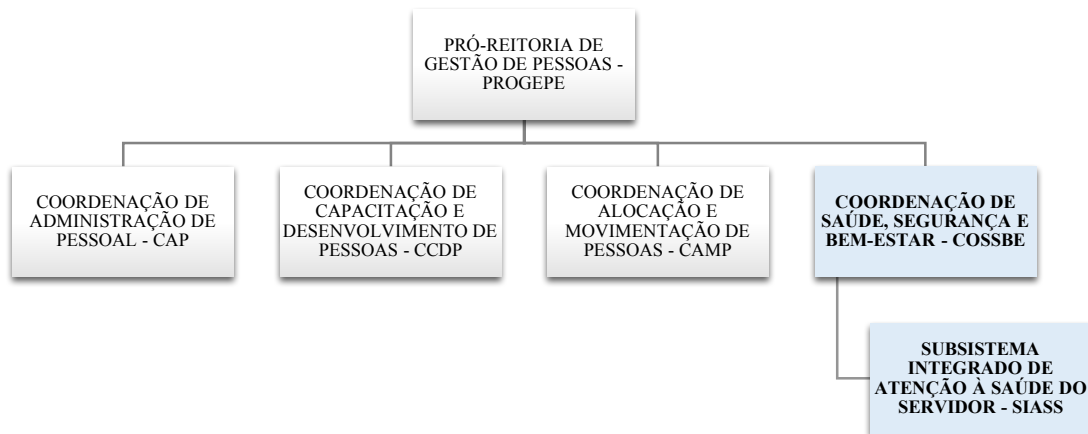 PRÓ-REITORIA DE
GESTÃO DE PESSOAS -
PROGEPE
COORDENAÇÃO DE
ADMINISTRAÇÃO DE
PESSOAL - CAP
COORDENAÇÃO DE
CAPACITAÇÃO E
DESENVOLVIMENTO DE
PESSOAS - CCDP
COORDENAÇÃO DE
ALOCAÇÃO E
MOVIMENTAÇÃO DE
PESSOAS - CAMP
COORDENAÇÃO DE
SAÚDE, SEGURANÇA E
BEM-ESTAR - COSSBE
SUBSISTEMA
INTEGRADO DE
ATENÇÃO À SAÚDE DO
SERVIDOR - SIASS